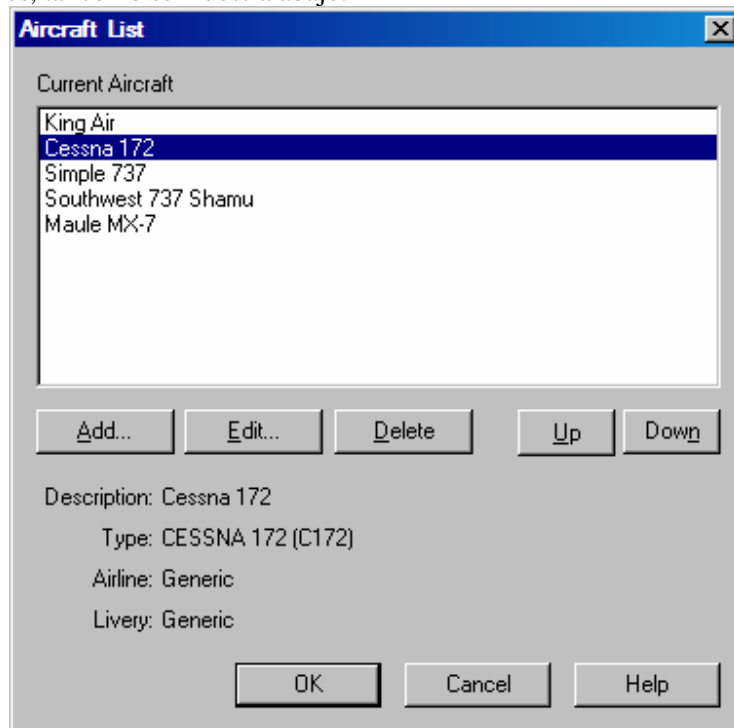 Aircraft List
Current Aircraft
King Air
Cessna 172
Simple 737
Southwest 737 Shamu
Maule MX-7
Add... Edit... Delete Up Down
Description: Cessna 172
Type: CESSNA 172 (C172)
Airline: Generic
Livery: Generic
OK Cancel Help